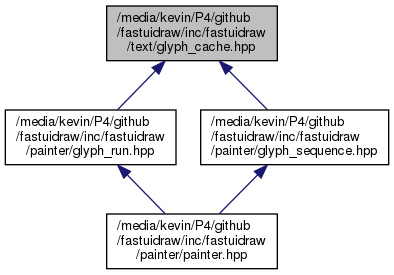 /media/kevin/P4/github
/fastuidraw/inc/fastuidraw
/text/glyph_cache.hpp
/media/kevin/P4/github
/fastuidraw/inc/fastuidraw
/painter/glyph_run.hpp
/media/kevin/P4/github
/fastuidraw/inc/fastuidraw
/painter/glyph_sequence.hpp
/media/kevin/P4/github
/fastuidraw/inc/fastuidraw
/painter/painter.hpp